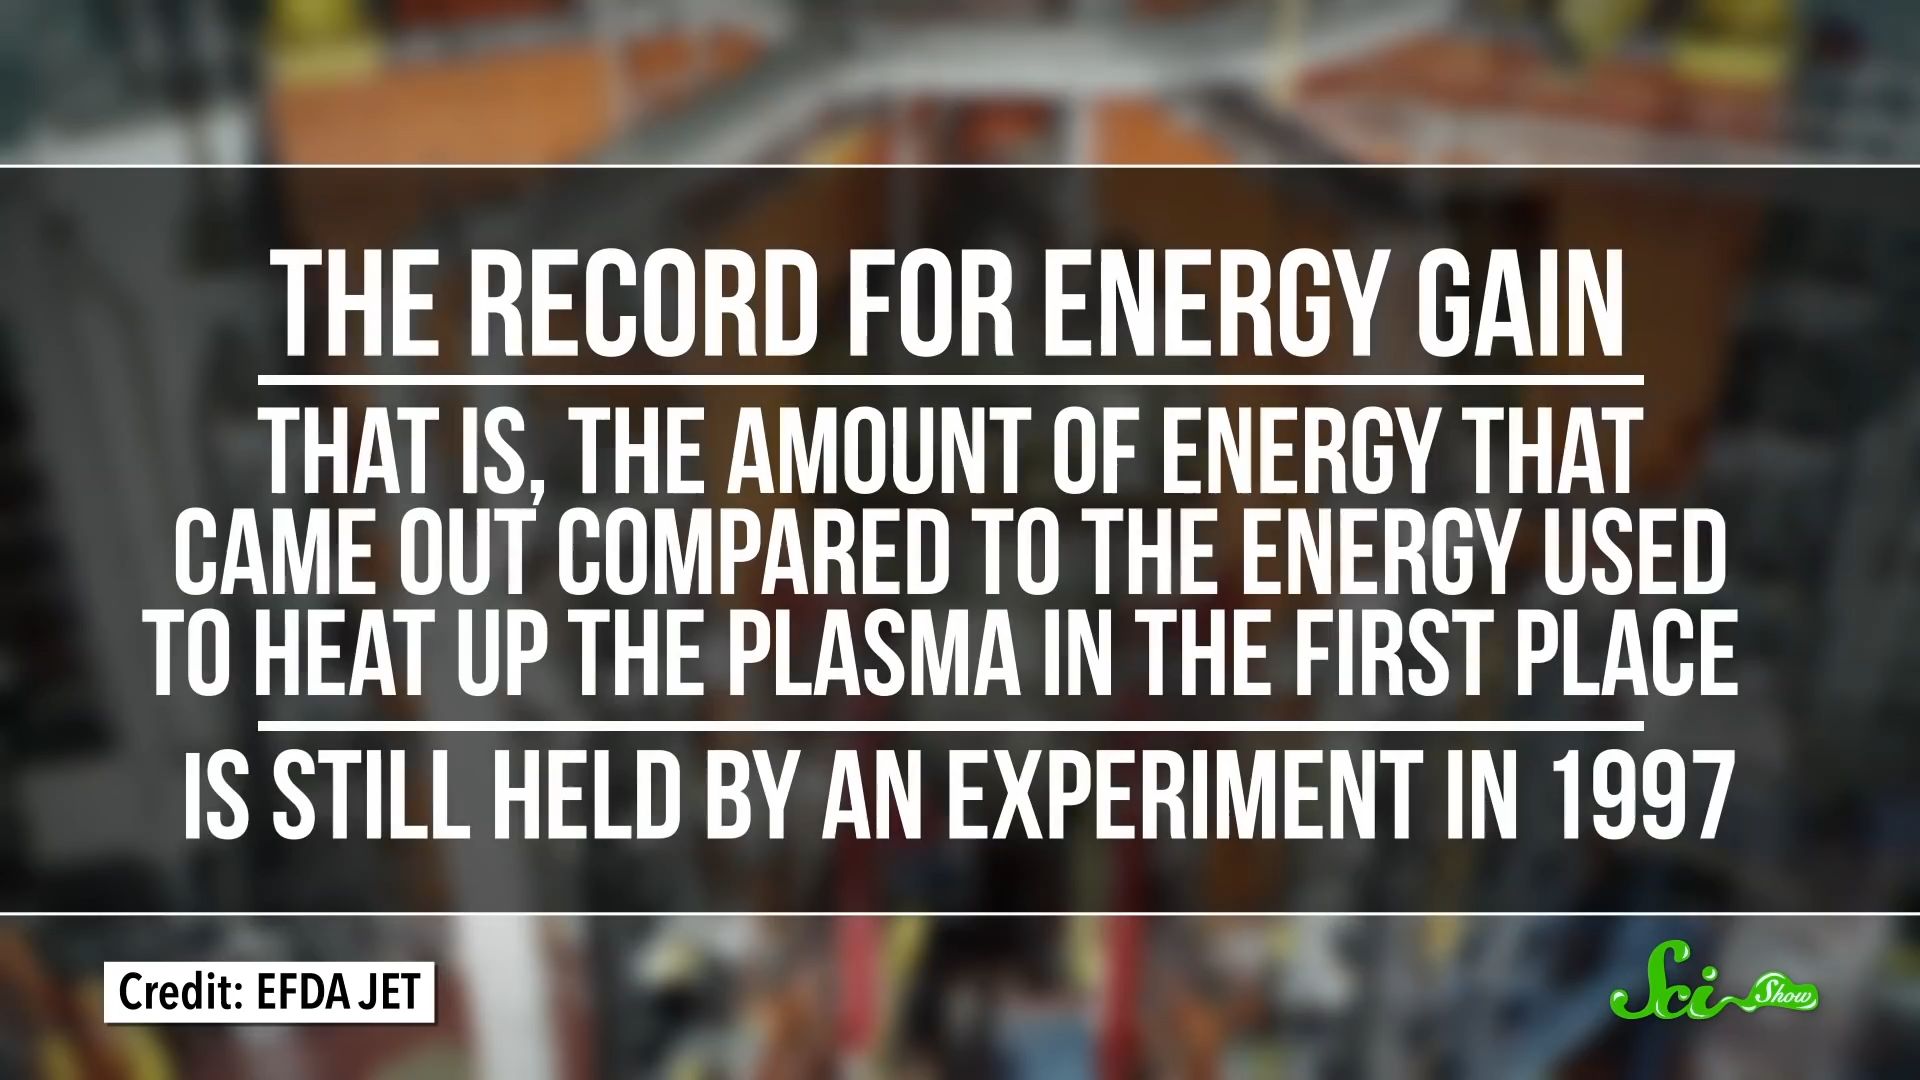 THE RECORD FOR ENERGY GAIN
THAT IS, THE AMOUNT OF ENERGY THAT
CAME OUT COMPARED TO THE ENERGY USED
TO HEAT UP THE PLASMA IN THE FIRST PLACE
IS STILL HELD BY AN EXPERIMENT IN 1997
Credit: EFDA JET
Sci Show